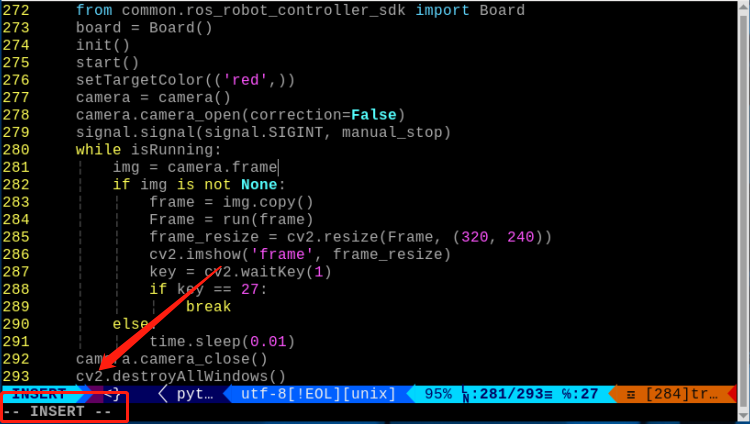 272 from common.ros_robot_controller_sdk import Board
273 board = Board()
274 init()
275 start()
276 setTargetColor(('red',))
277 camera = camera()
278 camera.camera_open(correction=False)
279 signal.signal(signal.SIGINT, manual_stop)
280 while isRunning:
281 img = camera.frame
282 if img is not None:
283 frame = img.copy()
284 Frame = run(frame)
285 frame_resize = cv2.resize(Frame, (320, 240))
286 cv2.imshow('frame', frame_resize)
287 key = cv2.waitKey(1)
288 if key == 27:
289 break
290 else:
291 time.sleep(0.01)
292 camera.camera_close()
293 cv2.destroyAllWindows()
INSERT <} pyt… utf-8[!EOL][unix] 95% LN:281/293≡ ℅:27 [284]tr…
-- INSERT --